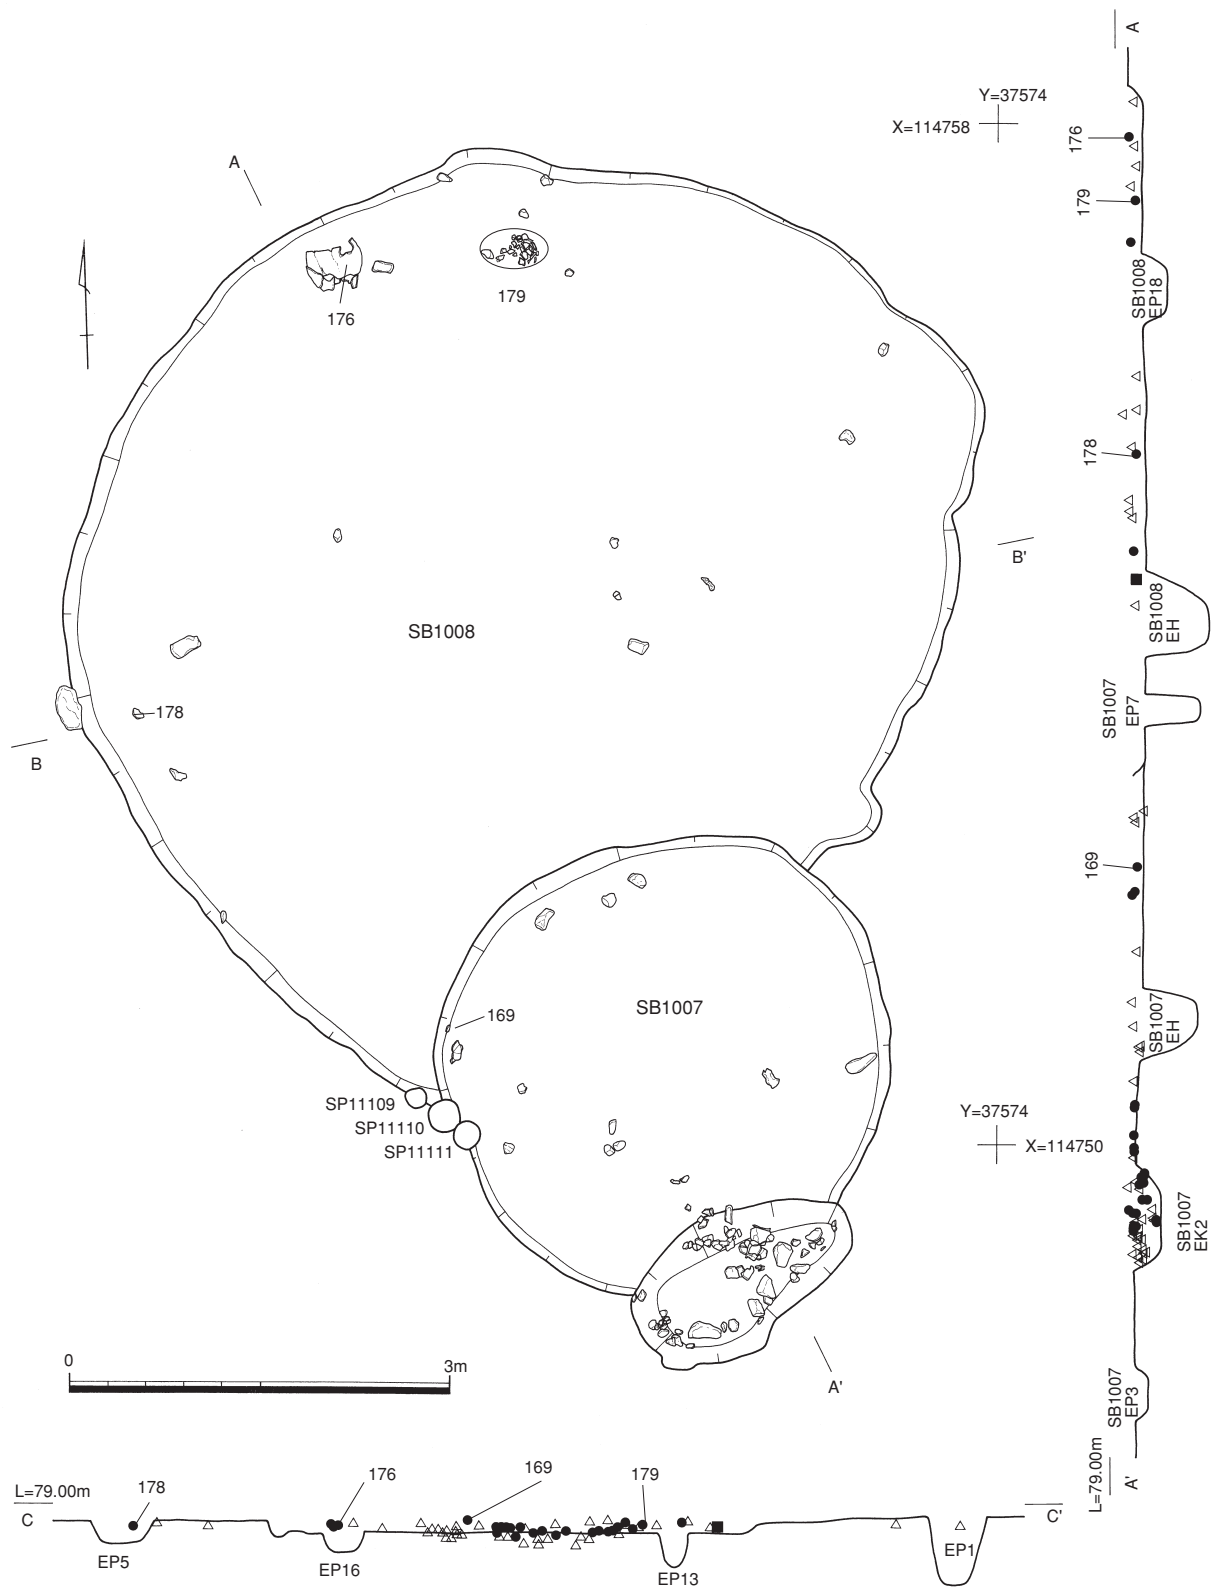 A
Y=37574
X=114758
A
176
179
SB1008
EP18
178
SB1008
EH
SB1007
EP7
169
SB1007
EH
SB1007
EK2
SB1007
EP3
L=79.00m
A'
176
179
B'
SB1008
178
B
169
SB1007
SP11109
SP11110
SP11111
Y=37574
X=114750
A'
0
3m
L=79.00m
C
178
176
169
179
C'
EP5
EP16
EP13
EP1